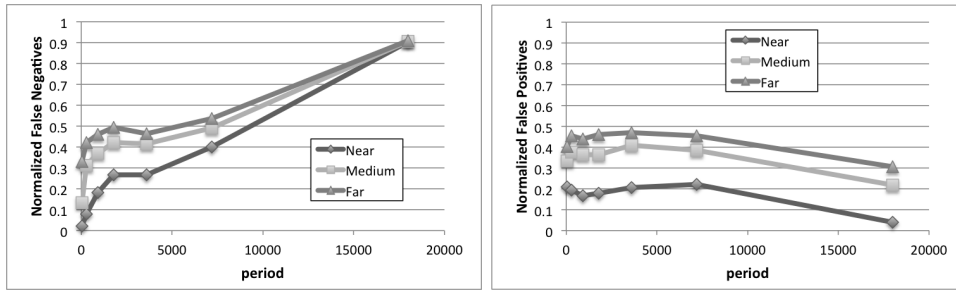 Normalized False Negatives
1
0.9
0.8
0.7
0.6
0.5
0.4
0.3
0.2
0.1
0
0 5000 10000 15000 20000
period
Near
Medium
Far
Normalized False Positives
1
0.9
0.8
0.7
0.6
0.5
0.4
0.3
0.2
0.1
0
0 5000 10000 15000 20000
period
Near
Medium
Far